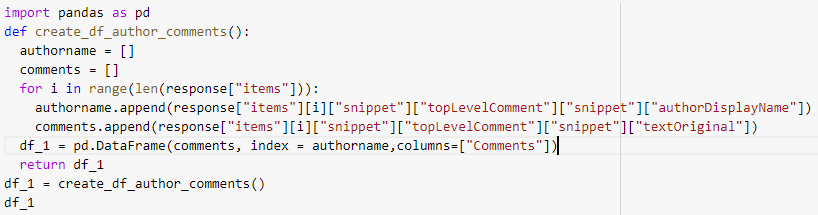 import pandas as pd
def create_df_author_comments():
  authorname = []
  comments = []
  for i in range(len(response["items"])):
    authorname.append(response["items"][i]["snippet"]["topLevelComment"]["snippet"]["authorDisplayName"])
    comments.append(response["items"][i]["snippet"]["topLevelComment"]["snippet"]["textOriginal"])
  df_1 = pd.DataFrame(comments, index = authorname,columns=["Comments"])
  return df_1
df_1 = create_df_author_comments()
df_1